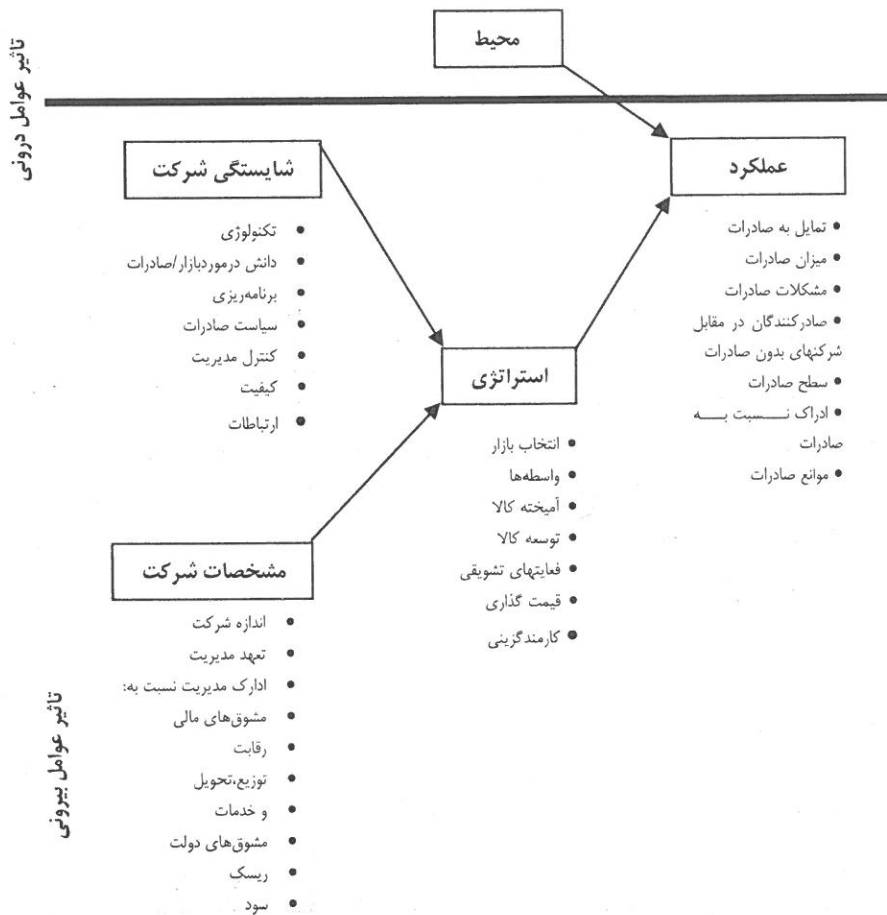 تاثیر عوامل درونی
محیط
شایستگی شرکت
تکنولوژی
دانش درموردبازار/صادرات
برنامه‌ریزی
سیاست صادرات
کنترل مدیریت
کیفیت
ارتباطات
عملکرد
تمایل به صادرات
میزان صادرات
مشکلات صادرات
صادرکنندگان در مقابل
شرکتهای بدون صادرات
سطح صادرات
ادراک نسبت به
صادرات
موانع صادرات
استراتژی
انتخاب بازار
واسطه‌ها
آمیخته کالا
توسعه کالا
فعایتهای تشویقی
قیمت گذاری
کارمندگزینی
مشخصات شرکت
اندازه شرکت
تعهد مدیریت
ادارک مدیریت نسبت به:
مشوق‌های مالی
رقابت
توزیع،تحویل
و خدمات
مشوق‌های دولت
ریسک
سود
تاثیر عوامل بیرونی